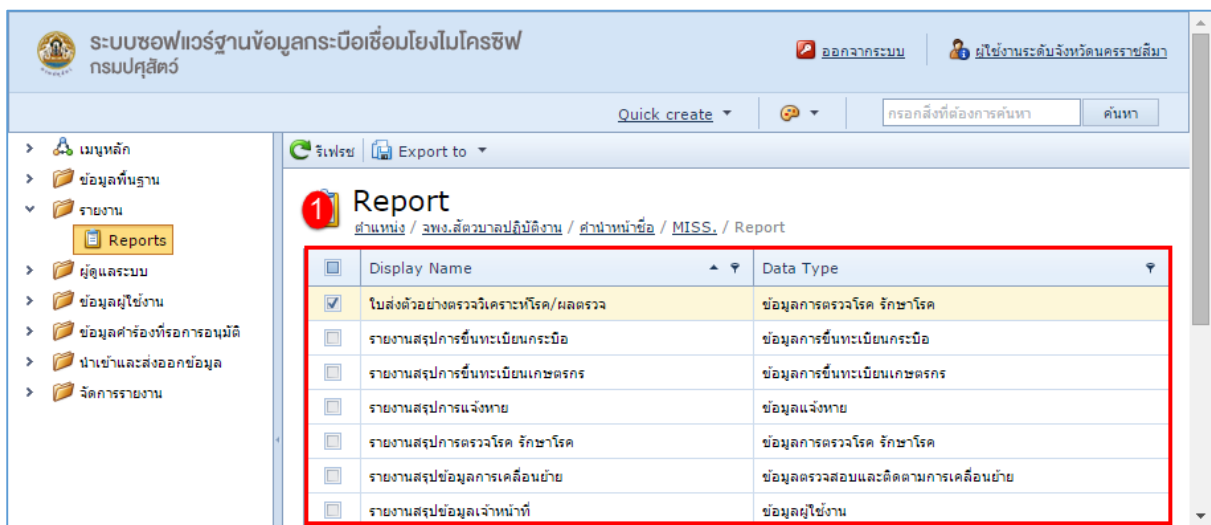 ระบบซอฟแวร์ฐานข้อมูลกระบือเชื่อมโยงไมโครชิฟ
กรมปศุสัตว์
ออกจากระบบ
ผู้ใช้งานระดับจังหวัดนครราชสีมา
Quick create
กรอกสิ่งที่ต้องการค้นหา
ค้นหา
เมนูหลัก
ข้อมูลพื้นฐาน
รายงาน
Reports
ผู้ดูแลระบบ
ข้อมูลผู้ใช้งาน
ข้อมูลคำร้องที่รอการอนุมัติ
นำเข้าและส่งออกข้อมูล
จัดการรายงาน
รีเฟรช Export to
1
Report
ตำแหน่ง / จพง.สัตวบาลปฏิบัติงาน / คำนำหน้าชื่อ / MISS. / Report
Display Name Data Type
ใบส่งตัวอย่างตรวจวิเคราะห์โรค/ผลตรวจ ข้อมูลการตรวจโรค รักษาโรค
รายงานสรุปการขึ้นทะเบียนกระบือ ข้อมูลการขึ้นทะเบียนกระบือ
รายงานสรุปการขึ้นทะเบียนเกษตรกร ข้อมูลการขึ้นทะเบียนเกษตรกร
รายงานสรุปการแจ้งหาย ข้อมูลแจ้งหาย
รายงานสรุปการตรวจโรค รักษาโรค ข้อมูลการตรวจโรค รักษาโรค
รายงานสรุปข้อมูลการเคลื่อนย้าย ข้อมูลตรวจสอบและติดตามการเคลื่อนย้าย
รายงานสรุปข้อมูลเจ้าหน้าที่ ข้อมูลผู้ใช้งาน